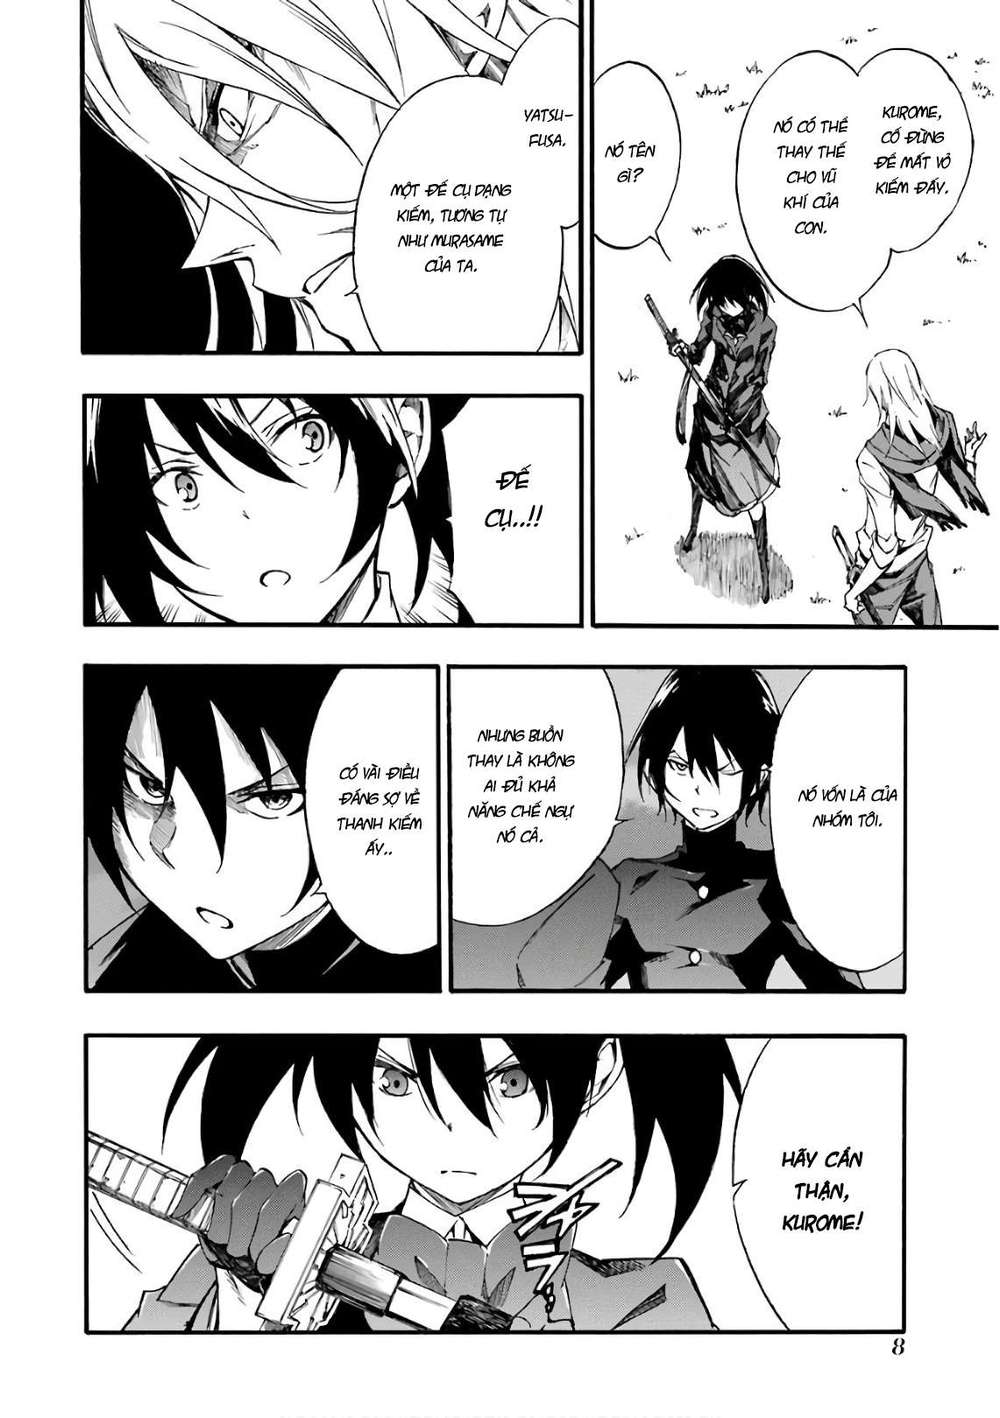 KUROME,
CÓ ĐỪNG
ĐỂ MẤT VỎ
KIẾM ĐẤY.
NÓ CÓ THỂ
THAY THẾ
CHO VŨ
KHÍ CỦA
CON.
NÓ TÊN
GÌ?
YATSU-
FUSA.
MỘT ĐẾ CỤ DẠNG
KIẾM, TƯƠNG TỰ
NHƯ MURASAME
CỦA TA.
ĐẾ
CỤ..!!
NÓ VỐN LÀ CỦA
NHÓM TÔI.
NHƯNG BUỒN
THAY LÀ KHÔNG
AI ĐỦ KHẢ
NĂNG CHẾ NGỰ
NÓ CẢ.
CÓ VÀI ĐIỀU
ĐÁNG SỢ VỀ
THANH KIẾM
ẤY..
HÃY CẨN
THẬN,
KUROME!
8